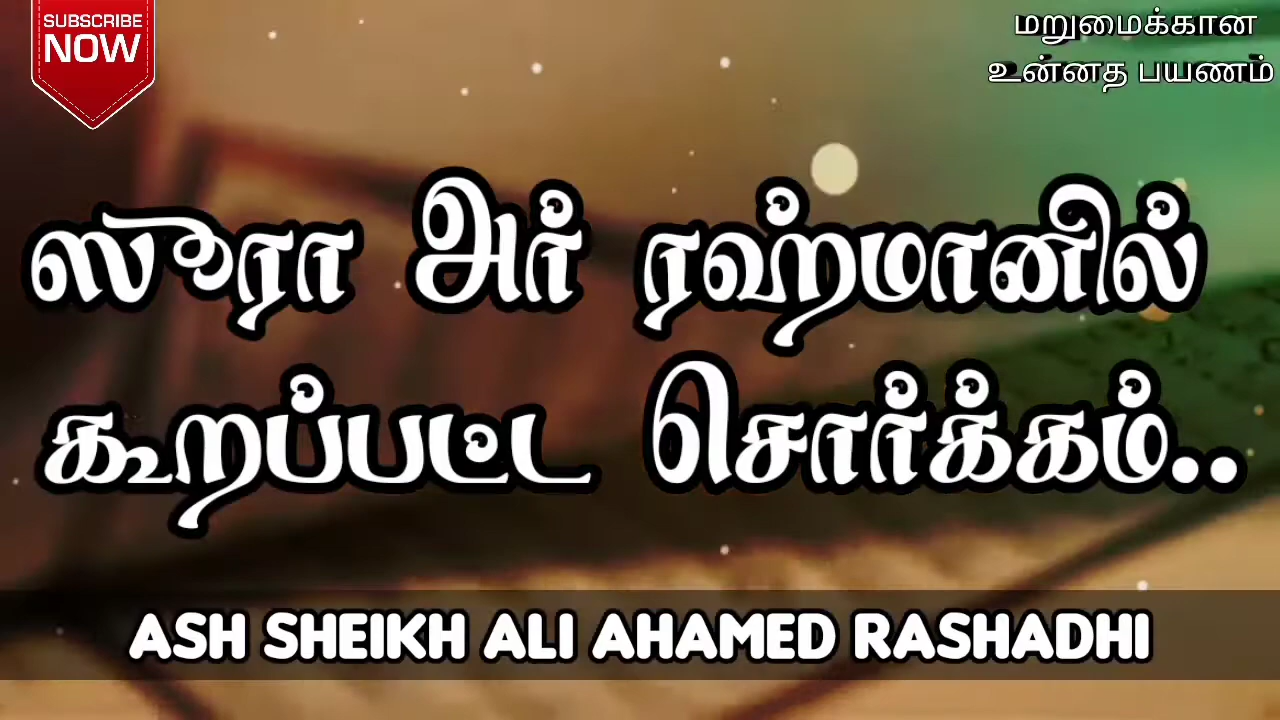 SUBSCRIBE
NOW
மறுமைக்கான
உன்னத பயணம்
ஸூரா அர் ரஹ்மானில்
கூறப்பட்ட சொர்க்கம்..
ASH SHEIKH ALI AHAMED RASHADHI